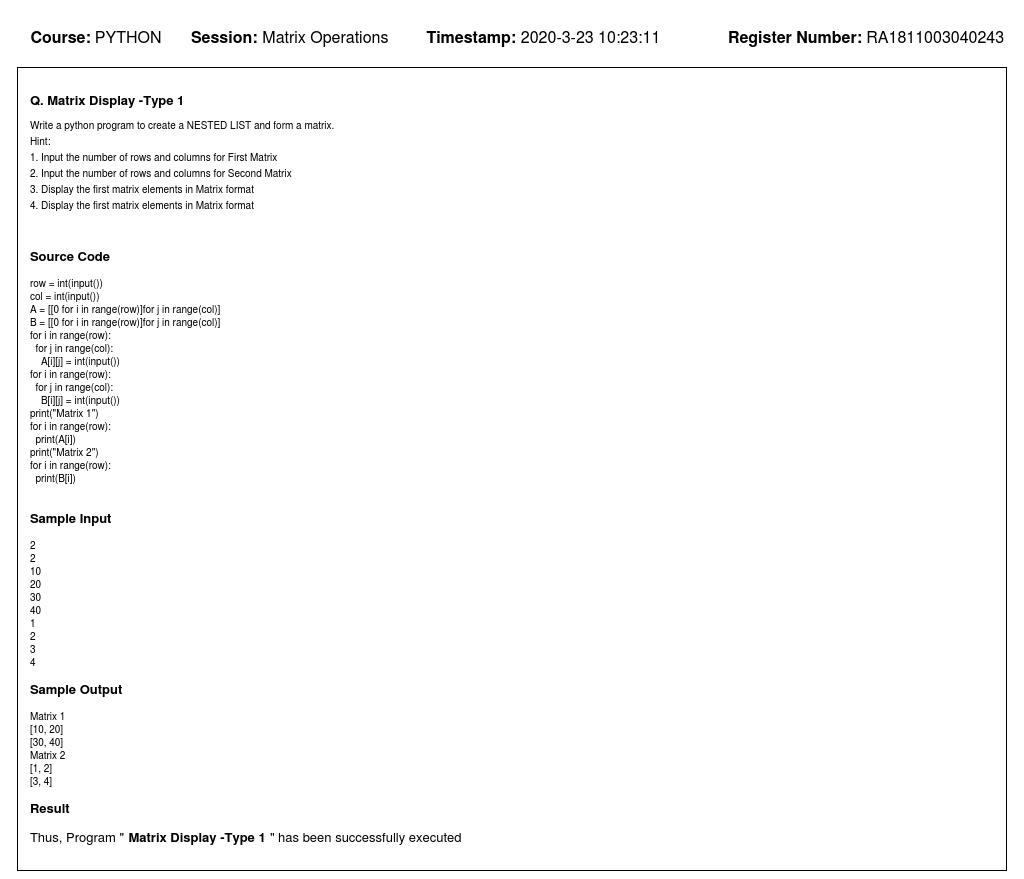 Course: PYTHON Session: Matrix Operations Timestamp: 2020-3-23 10:23:11 Register Number: RA1811003040243
Q. Matrix Display -Type 1
Write a python program to create a NESTED LIST and form a matrix.
Hint:
1. Input the number of rows and columns for First Matrix
2. Input the number of rows and columns for Second Matrix
3. Display the first matrix elements in Matrix format
4. Display the first matrix elements in Matrix format
Source Code
row = int(input())
col = int(input())
A = [[0 for i in range(row)]for j in range(col)]
B = [[0 for i in range(row)]for j in range(col)]
for i in range(row):
  for j in range(col):
    A[i][j] = int(input())
for i in range(row):
  for j in range(col):
    B[i][j] = int(input())
print("Matrix 1")
for i in range(row):
  print(A[i])
print("Matrix 2")
for i in range(row):
  print(B[i])
Sample Input
2
2
10
20
30
40
1
2
3
4
Sample Output
Matrix 1
[10, 20]
[30, 40]
Matrix 2
[1, 2]
[3, 4]
Result
Thus, Program " Matrix Display -Type 1 " has been successfully executed